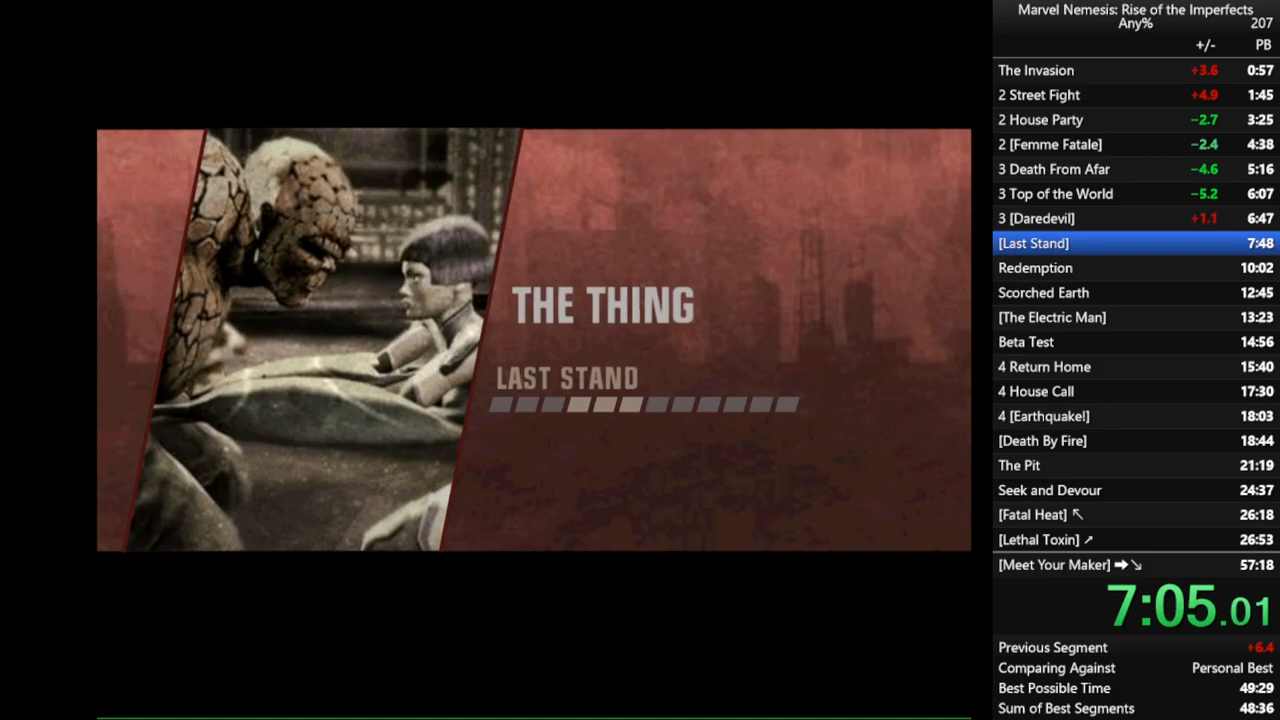 THE THING
LAST STAND
Marvel Nemesis: Rise of the Imperfects
Any% 207
+/- PB
The Invasion +3.6 0:57
2 Street Fight +4.9 1:45
2 House Party −2.7 3:25
2 [Femme Fatale] −2.4 4:38
3 Death From Afar −4.6 5:16
3 Top of the World −5.2 6:07
3 [Daredevil] +1.1 6:47
[Last Stand] 7:48
Redemption 10:02
Scorched Earth 12:45
[The Electric Man] 13:23
Beta Test 14:56
4 Return Home 15:40
4 House Call 17:30
4 [Earthquake!] 18:03
[Death By Fire] 18:44
The Pit 21:19
Seek and Devour 24:37
[Fatal Heat] ↖ 26:18
[Lethal Toxin] ↗ 26:53
[Meet Your Maker] ➡↘ 57:18
7:05.01
Previous Segment +6.4
Comparing Against Personal Best
Best Possible Time 49:29
Sum of Best Segments 48:36